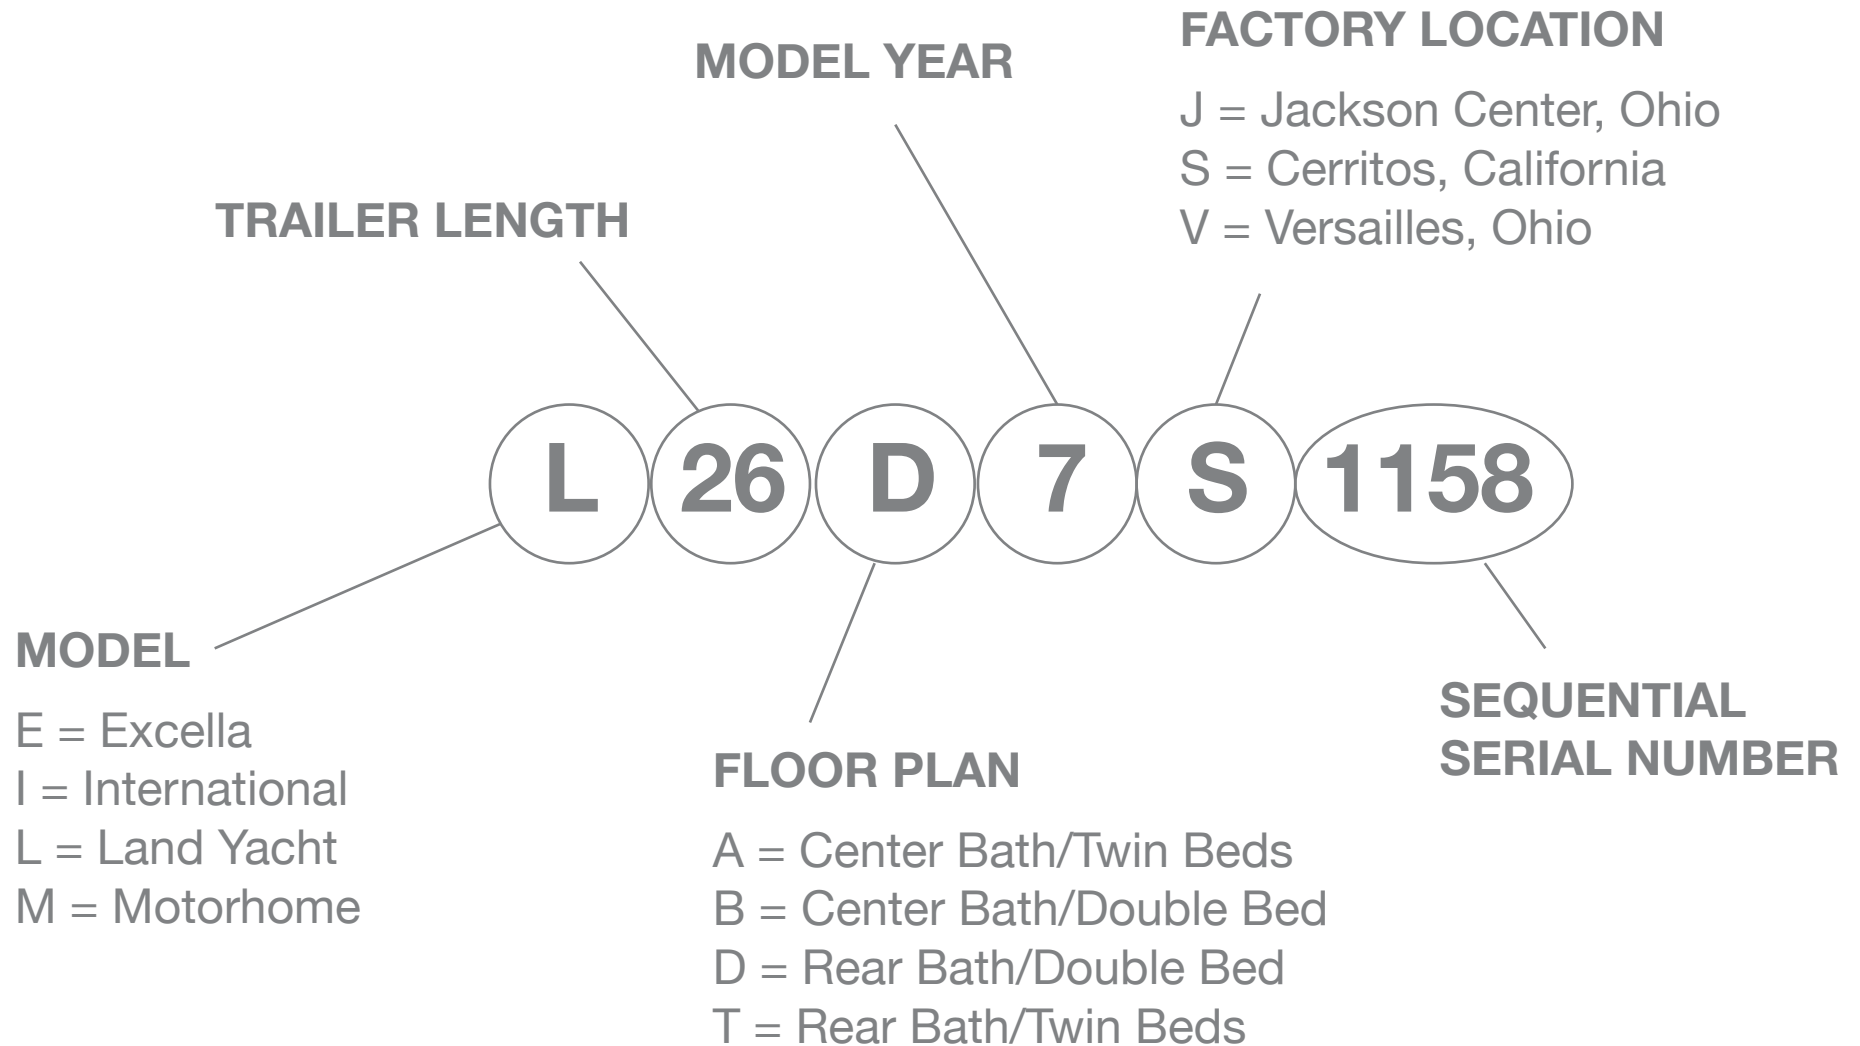 FACTORY LOCATION
J = Jackson Center, Ohio
S = Cerritos, California
V = Versailles, Ohio
MODEL YEAR
TRAILER LENGTH
L 26 D 7 S 1158
MODEL
E = Excella
I = International
L = Land Yacht
M = Motorhome
FLOOR PLAN
A = Center Bath/Twin Beds
B = Center Bath/Double Bed
D = Rear Bath/Double Bed
T = Rear Bath/Twin Beds
SEQUENTIAL
SERIAL NUMBER